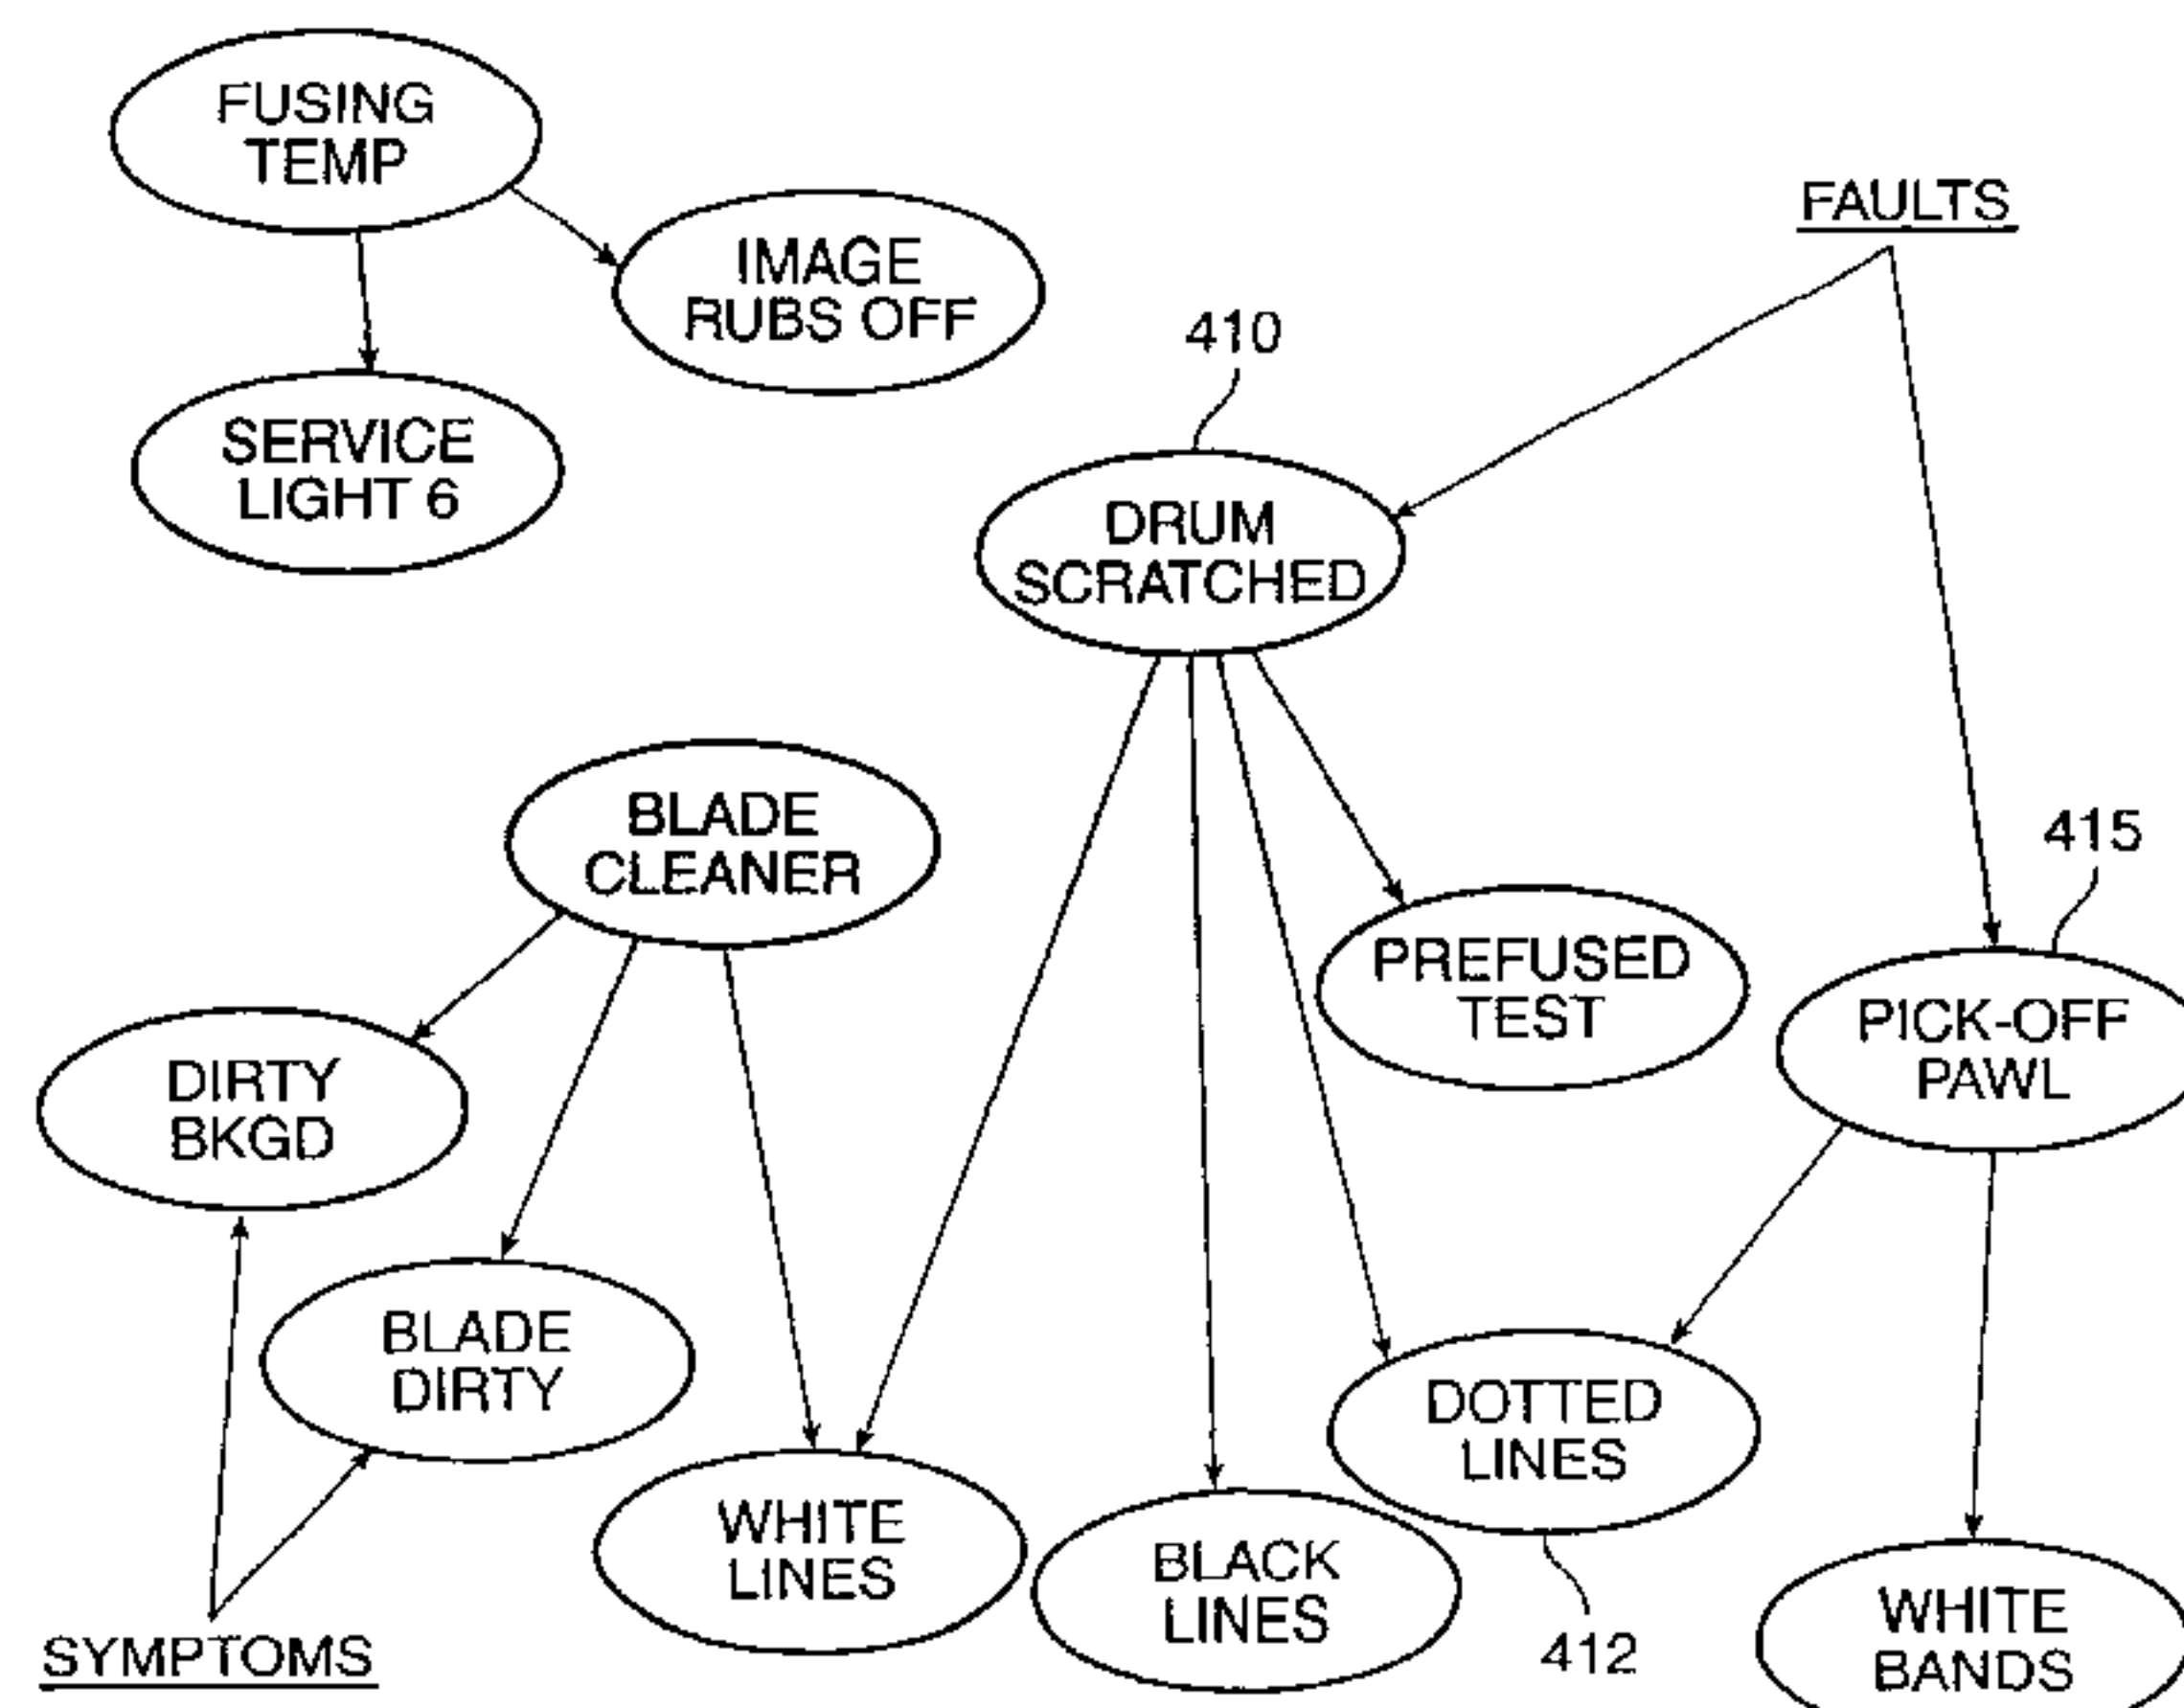 FUSING
TEMP
FAULTS
IMAGE
RUBS OFF
410
SERVICE
LIGHT 6
DRUM
SCRATCHED
BLADE
CLEANER
415
PREFUSED
TEST
PICK-OFF
PAWL
DIRTY
BKGD
BLADE
DIRTY
DOTTED
LINES
WHITE
LINES
BLACK
LINES
WHITE
BANDS
412
SYMPTOMS